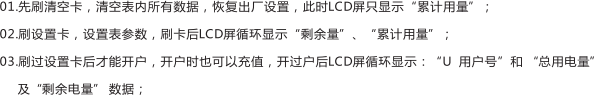 01.先刷清空卡，清空表内所有数据，恢复出厂设置，此时LCD屏只显示“累计用量”；
02.刷设置卡，设置表参数，刷卡后LCD屏循环显示“剩余量”、“累计用量”；
03.刷过设置卡后才能开户，开户时也可以充值，开过户后LCD屏循环显示：“U 用户号”和 “总用电量”
及“剩余电量” 数据；